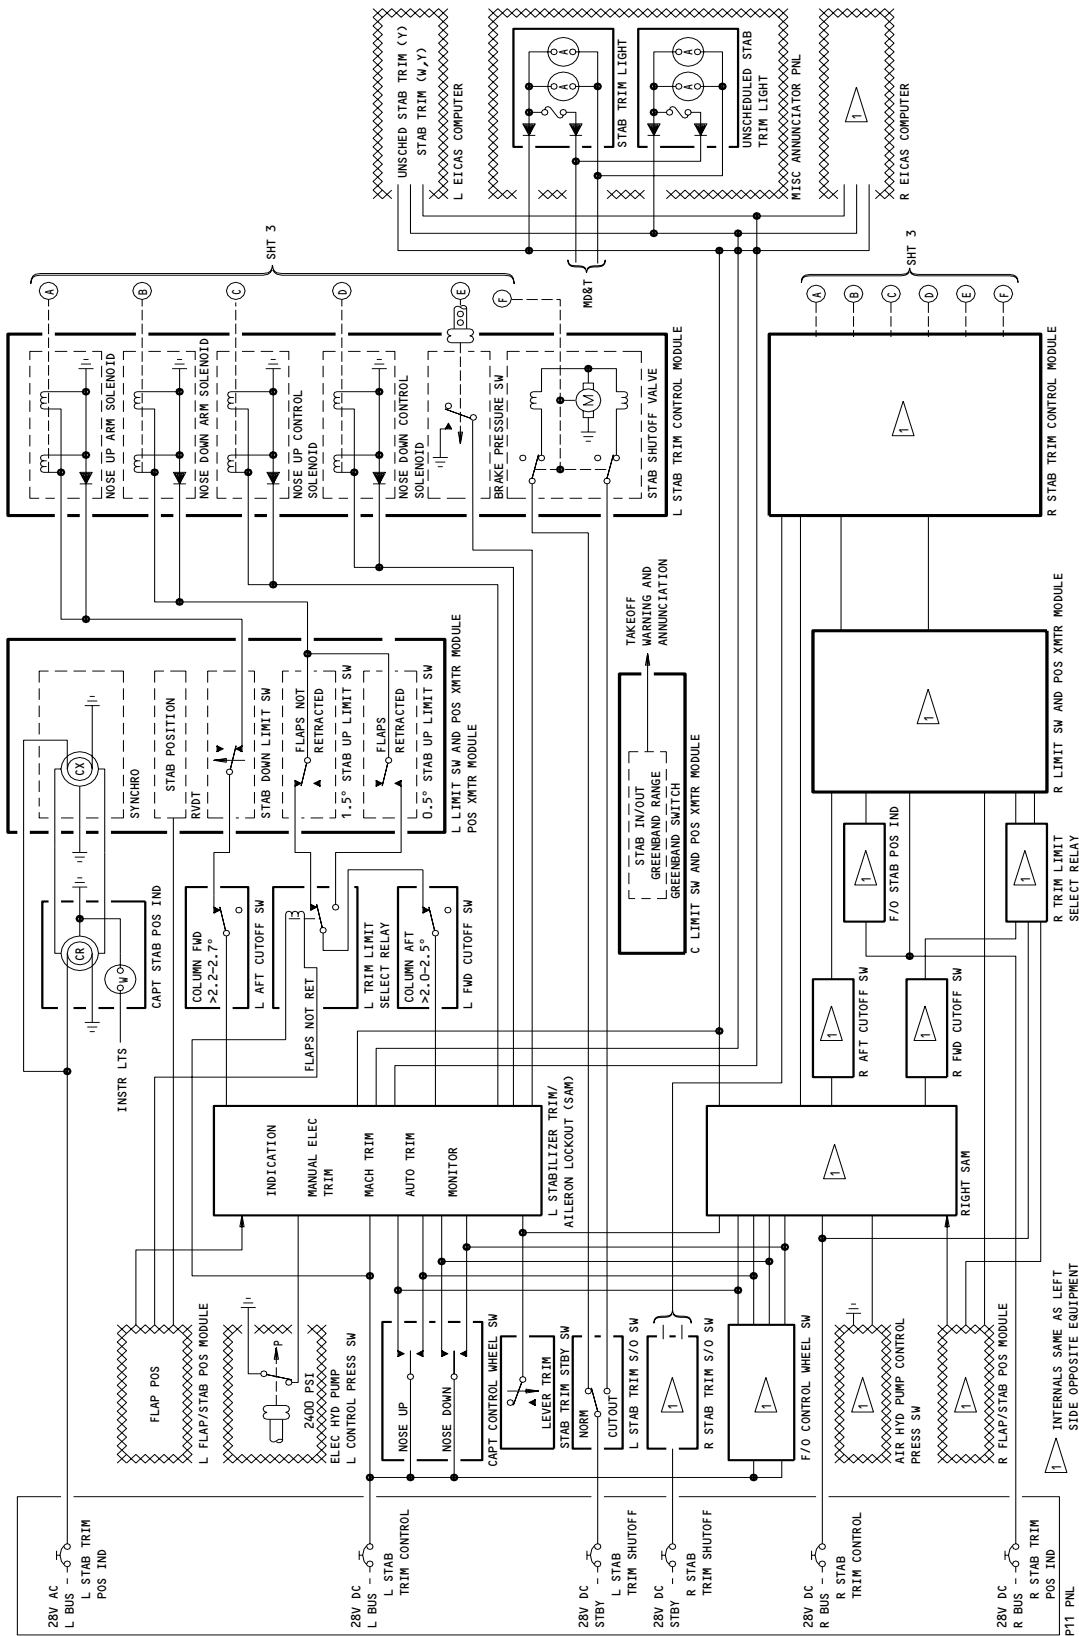 28V AC
L BUS
L STAB TRIM
POS IND
28V DC
L BUS
L STAB
TRIM CONTROL
28V DC
STBY
L STAB
TRIM SHUTOFF
28V DC
STBY
R STAB
TRIM SHUTOFF
28V DC
R BUS
R STAB
TRIM CONTROL
28V DC
R BUS
R STAB TRIM
POS IND
P11 PNL
FLAP POS
L FLAP/STAB POS MODULE
P
2400 PSI
ELEC HYD PUMP
L CONTROL PRESS SW
NOSE UP
NOSE DOWN
CAPT CONTROL WHEEL SW
LEVER TRIM
STAB TRIM STBY SW
NORM
CUTOUT
L STAB TRIM S/O SW
1
R STAB TRIM S/O SW
1
F/O CONTROL WHEEL SW
1
AIR HYD PUMP CONTROL
PRESS SW
1
R FLAP/STAB POS MODULE
1
INTERNALS SAME AS LEFT
SIDE OPPOSITE EQUIPMENT
INSTR LTS
INDICATION
MANUAL ELEC
TRIM
MACH TRIM
AUTO TRIM
MONITOR
L STABILIZER TRIM/
AILERON LOCKOUT (SAM)
1
RIGHT SAM
CR
W
CAPT STAB POS IND
COLUMN FWD
>2.2-2.7°
L AFT CUTOFF SW
FLAPS NOT RET
L TRIM LIMIT
SELECT RELAY
COLUMN AFT
>2.0-2.5°
L FWD CUTOFF SW
1
R AFT CUTOFF SW
1
R FWD CUTOFF SW
1
F/O STAB POS IND
1
R TRIM LIMIT
SELECT RELAY
CX
SYNCHRO
STAB POSITION
RVDT
STAB DOWN LIMIT SW
FLAPS NOT
RETRACTED
1.5° STAB UP LIMIT SW
FLAPS
RETRACTED
0.5° STAB UP LIMIT SW
L LIMIT SW AND POS XMTR MODULE
POS XMTR MODULE
STAB IN/OUT
GREENBAND RANGE
GREENBAND SWITCH
C LIMIT SW AND POS XMTR MODULE
TAKEOFF
WARNING AND
ANNUNCIATION
1
R LIMIT SW AND POS XMTR MODULE
NOSE UP ARM SOLENOID
NOSE DOWN ARM SOLENOID
NOSE UP CONTROL
SOLENOID
NOSE DOWN CONTROL
SOLENOID
BRAKE PRESSURE SW
M
STAB SHUTOFF VALVE
L STAB TRIM CONTROL MODULE
1
R STAB TRIM CONTROL MODULE
A
B
C
D
E
F
SHT 3
A
B
C
D
E
F
SHT 3
MD&T
UNSCHED STAB TRIM (Y)
STAB TRIM (W,Y)
L EICAS COMPUTER
A
A
STAB TRIM LIGHT
A
A
UNSCHEDULED STAB
TRIM LIGHT
MISC ANNUNCIATOR PNL
1
R EICAS COMPUTER